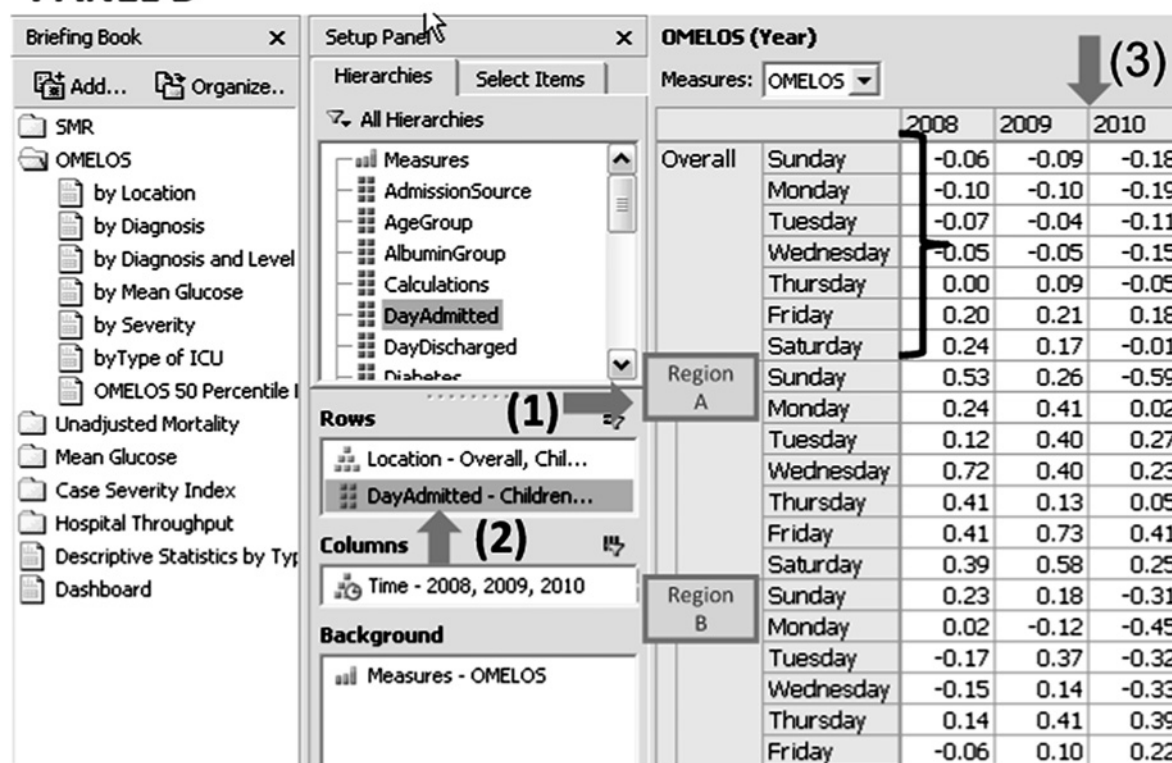 Briefing Book
Add... Organize..
SMR
OMELOS
by Location
by Diagnosis
by Diagnosis and Level
by Mean Glucose
by Severity
byType of ICU
OMELOS 50 Percentile
Unadjusted Mortality
Mean Glucose
Case Severity Index
Hospital Throughput
Descriptive Statistics by Typ
Dashboard
Setup Panel
Hierarchies Select Items
All Hierarchies
Measures
AdmissionSource
AgeGroup
AlbuminGroup
Calculations
DayAdmitted
DayDischarged
Diabetes
(1)
Rows
Location - Overall, Chil...
DayAdmitted - Children...
(2)
Columns
Time - 2008, 2009, 2010
Background
Measures - OMELOS
OMELOS (Year)
(3)
Measures: OMELOS
2008 2009 2010
Overall Sunday -0.06 -0.09 -0.18
Monday -0.10 -0.10 -0.19
Tuesday -0.07 -0.04 -0.11
Wednesday -0.05 -0.05 -0.15
Thursday 0.00 0.09 -0.05
Friday 0.20 0.21 0.18
Saturday 0.24 0.17 -0.01
Region A
Sunday 0.53 0.26 -0.59
Monday 0.24 0.41 0.02
Tuesday 0.12 0.40 0.27
Wednesday 0.72 0.40 0.23
Thursday 0.41 0.13 0.05
Friday 0.41 0.73 0.41
Saturday 0.39 0.58 0.25
Region B
Sunday 0.23 0.18 -0.31
Monday 0.02 -0.12 -0.45
Tuesday -0.17 0.37 -0.32
Wednesday -0.15 0.14 -0.33
Thursday 0.14 0.41 0.39
Friday -0.06 0.10 0.22